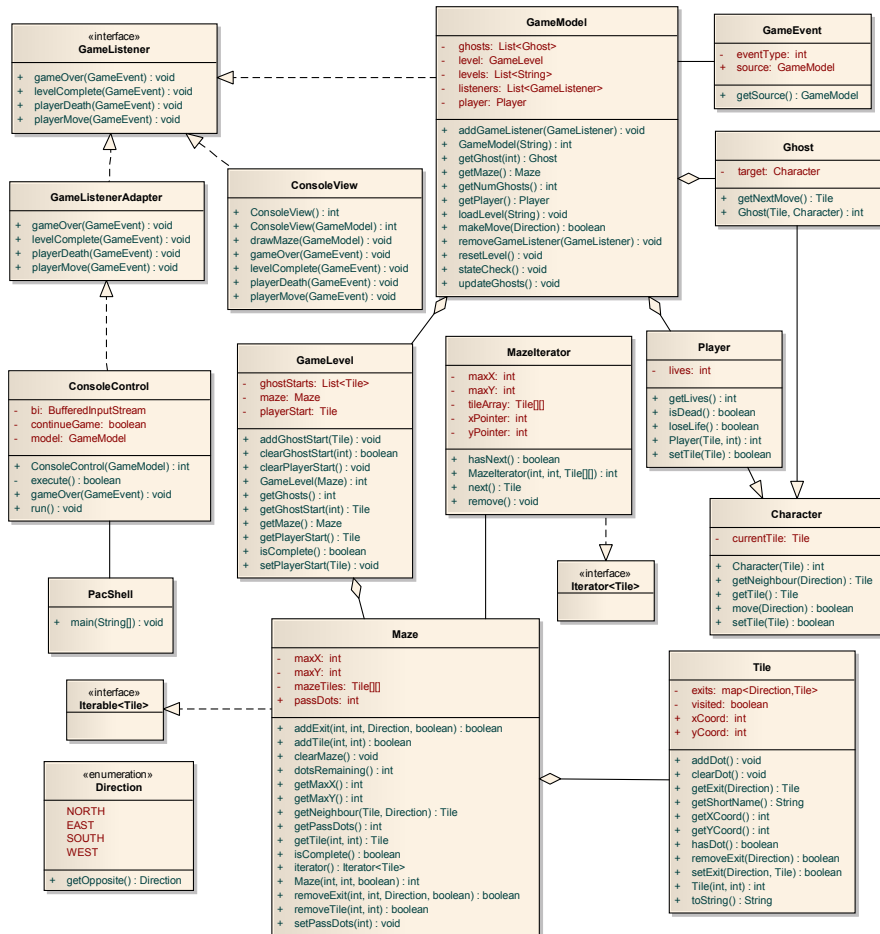 «interface»
GameListener
+ gameOver(GameEvent) : void
+ levelComplete(GameEvent) : void
+ playerDeath(GameEvent) : void
+ playerMove(GameEvent) : void
GameModel
- ghosts: List<Ghost>
- level: GameLevel
- levels: List<String>
- listeners: List<GameListener>
- player: Player
+ addGameListener(GameListener) : void
+ GameModel(String) : int
+ getGhost(int) : Ghost
+ getMaze() : Maze
+ getNumGhosts() : int
+ getPlayer() : Player
+ loadLevel(String) : void
+ makeMove(Direction) : boolean
+ removeGameListener(GameListener) : void
+ resetLevel() : void
+ stateCheck() : void
+ updateGhosts() : void
GameEvent
- eventType: int
+ source: GameModel
+ getSource() : GameModel
Ghost
- target: Character
+ getNextMove() : Tile
+ Ghost(Tile, Character) : int
GameListenerAdapter
+ gameOver(GameEvent) : void
+ levelComplete(GameEvent) : void
+ playerDeath(GameEvent) : void
+ playerMove(GameEvent) : void
ConsoleView
+ ConsoleView() : int
+ ConsoleView(GameModel) : int
+ drawMaze(GameModel) : void
+ gameOver(GameEvent) : void
+ levelComplete(GameEvent) : void
+ playerDeath(GameEvent) : void
+ playerMove(GameEvent) : void
ConsoleControl
- bi: BufferedInputStream
- continueGame: boolean
- model: GameModel
+ ConsoleControl(GameModel) : int
- execute() : boolean
+ gameOver(GameEvent) : void
+ run() : void
GameLevel
- ghostStarts: List<Tile>
- maze: Maze
- playerStart: Tile
+ addGhostStart(Tile) : void
+ clearGhostStart(int) : boolean
+ clearPlayerStart() : void
+ GameLevel(Maze) : int
+ getGhosts() : int
+ getGhostStart(int) : Tile
+ getMaze() : Maze
+ getPlayerStart() : Tile
+ isComplete() : boolean
+ setPlayerStart(Tile) : void
MazeIterator
- maxX: int
- maxY: int
- tileArray: Tile[][]
- xPointer: int
- yPointer: int
+ hasNext() : boolean
+ MazeIterator(int, int, Tile[][]) : int
+ next() : Tile
+ remove() : void
Player
- lives: int
+ getLives() : int
+ isDead() : boolean
+ loseLife() : boolean
+ Player(Tile, int) : int
+ setTile(Tile) : boolean
Character
- currentTile: Tile
+ Character(Tile) : int
+ getNeighbour(Direction) : Tile
+ getTile() : Tile
+ move(Direction) : boolean
+ setTile(Tile) : boolean
«interface»
Iterator<Tile>
PacShell
+ main(String[]) : void
«interface»
Iterable<Tile>
Maze
- maxX: int
- maxY: int
- mazeTiles: Tile[][]
+ passDots: int
+ addExit(int, int, Direction, boolean) : boolean
+ addTile(int, int) : boolean
+ clearMaze() : void
+ dotsRemaining() : int
+ getMaxX() : int
+ getMaxY() : int
+ getNeighbour(Tile, Direction) : Tile
+ getPassDots() : int
+ getTile(int, int) : Tile
+ isComplete() : boolean
+ iterator() : Iterator<Tile>
+ Maze(int, int, boolean) : int
+ removeExit(int, int, Direction, boolean) : boolean
+ removeTile(int, int) : boolean
+ setPassDots(int) : void
Tile
- exits: map<Direction,Tile>
- visited: boolean
+ xCoord: int
+ yCoord: int
+ addDot() : void
+ clearDot() : void
+ getExit(Direction) : Tile
+ getShortName() : String
+ getXCoord() : int
+ getYCoord() : int
+ hasDot() : boolean
+ removeExit(Direction) : boolean
+ setExit(Direction, Tile) : boolean
+ Tile(int, int) : int
+ toString() : String
«enumeration»
Direction
NORTH
EAST
SOUTH
WEST
+ getOpposite() : Direction